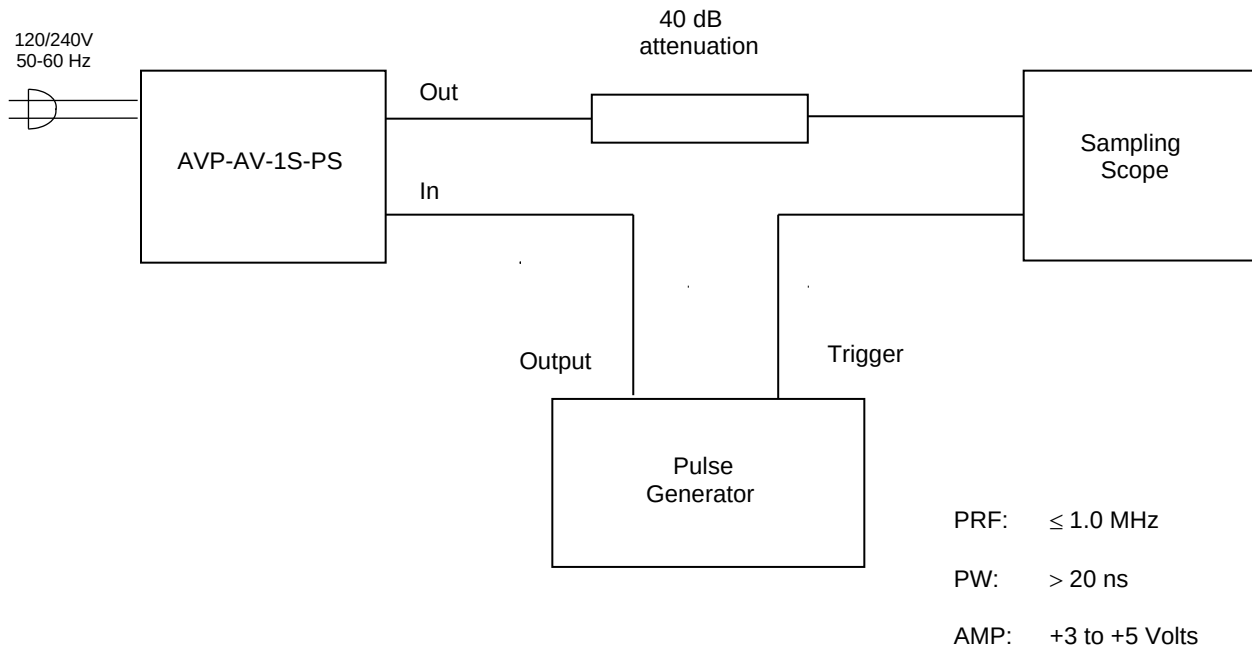 40 dB
attenuation
120/240V
50-60 Hz
Out
AVP-AV-1S-PS
Sampling
Scope
In
Output
Trigger
Pulse
Generator
PRF: ≤ 1.0 MHz
PW: > 20 ns
AMP: +3 to +5 Volts